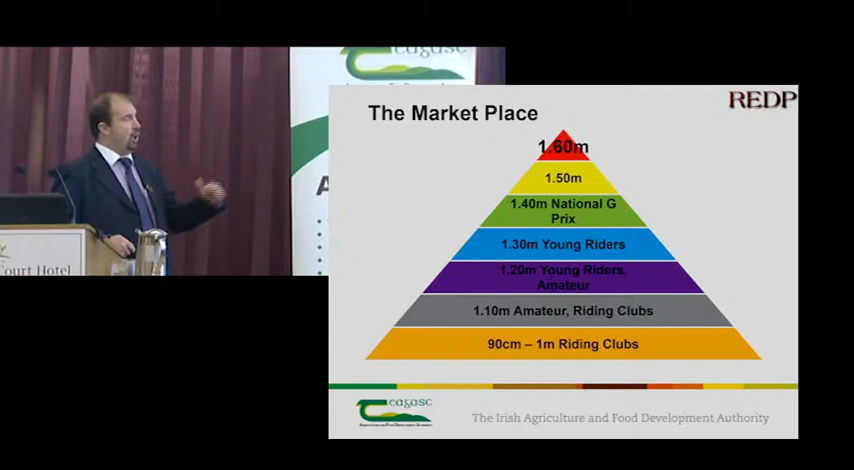 eagasc
Court Hotel
The Market Place
REDP
1.60m
1.50m
1.40m National G
Prix
1.30m Young Riders
1.20m Young Riders,
Amateur
1.10m Amateur, Riding Clubs
90cm – 1m Riding Clubs
eagasc
The Irish Agriculture and Food Development Authority